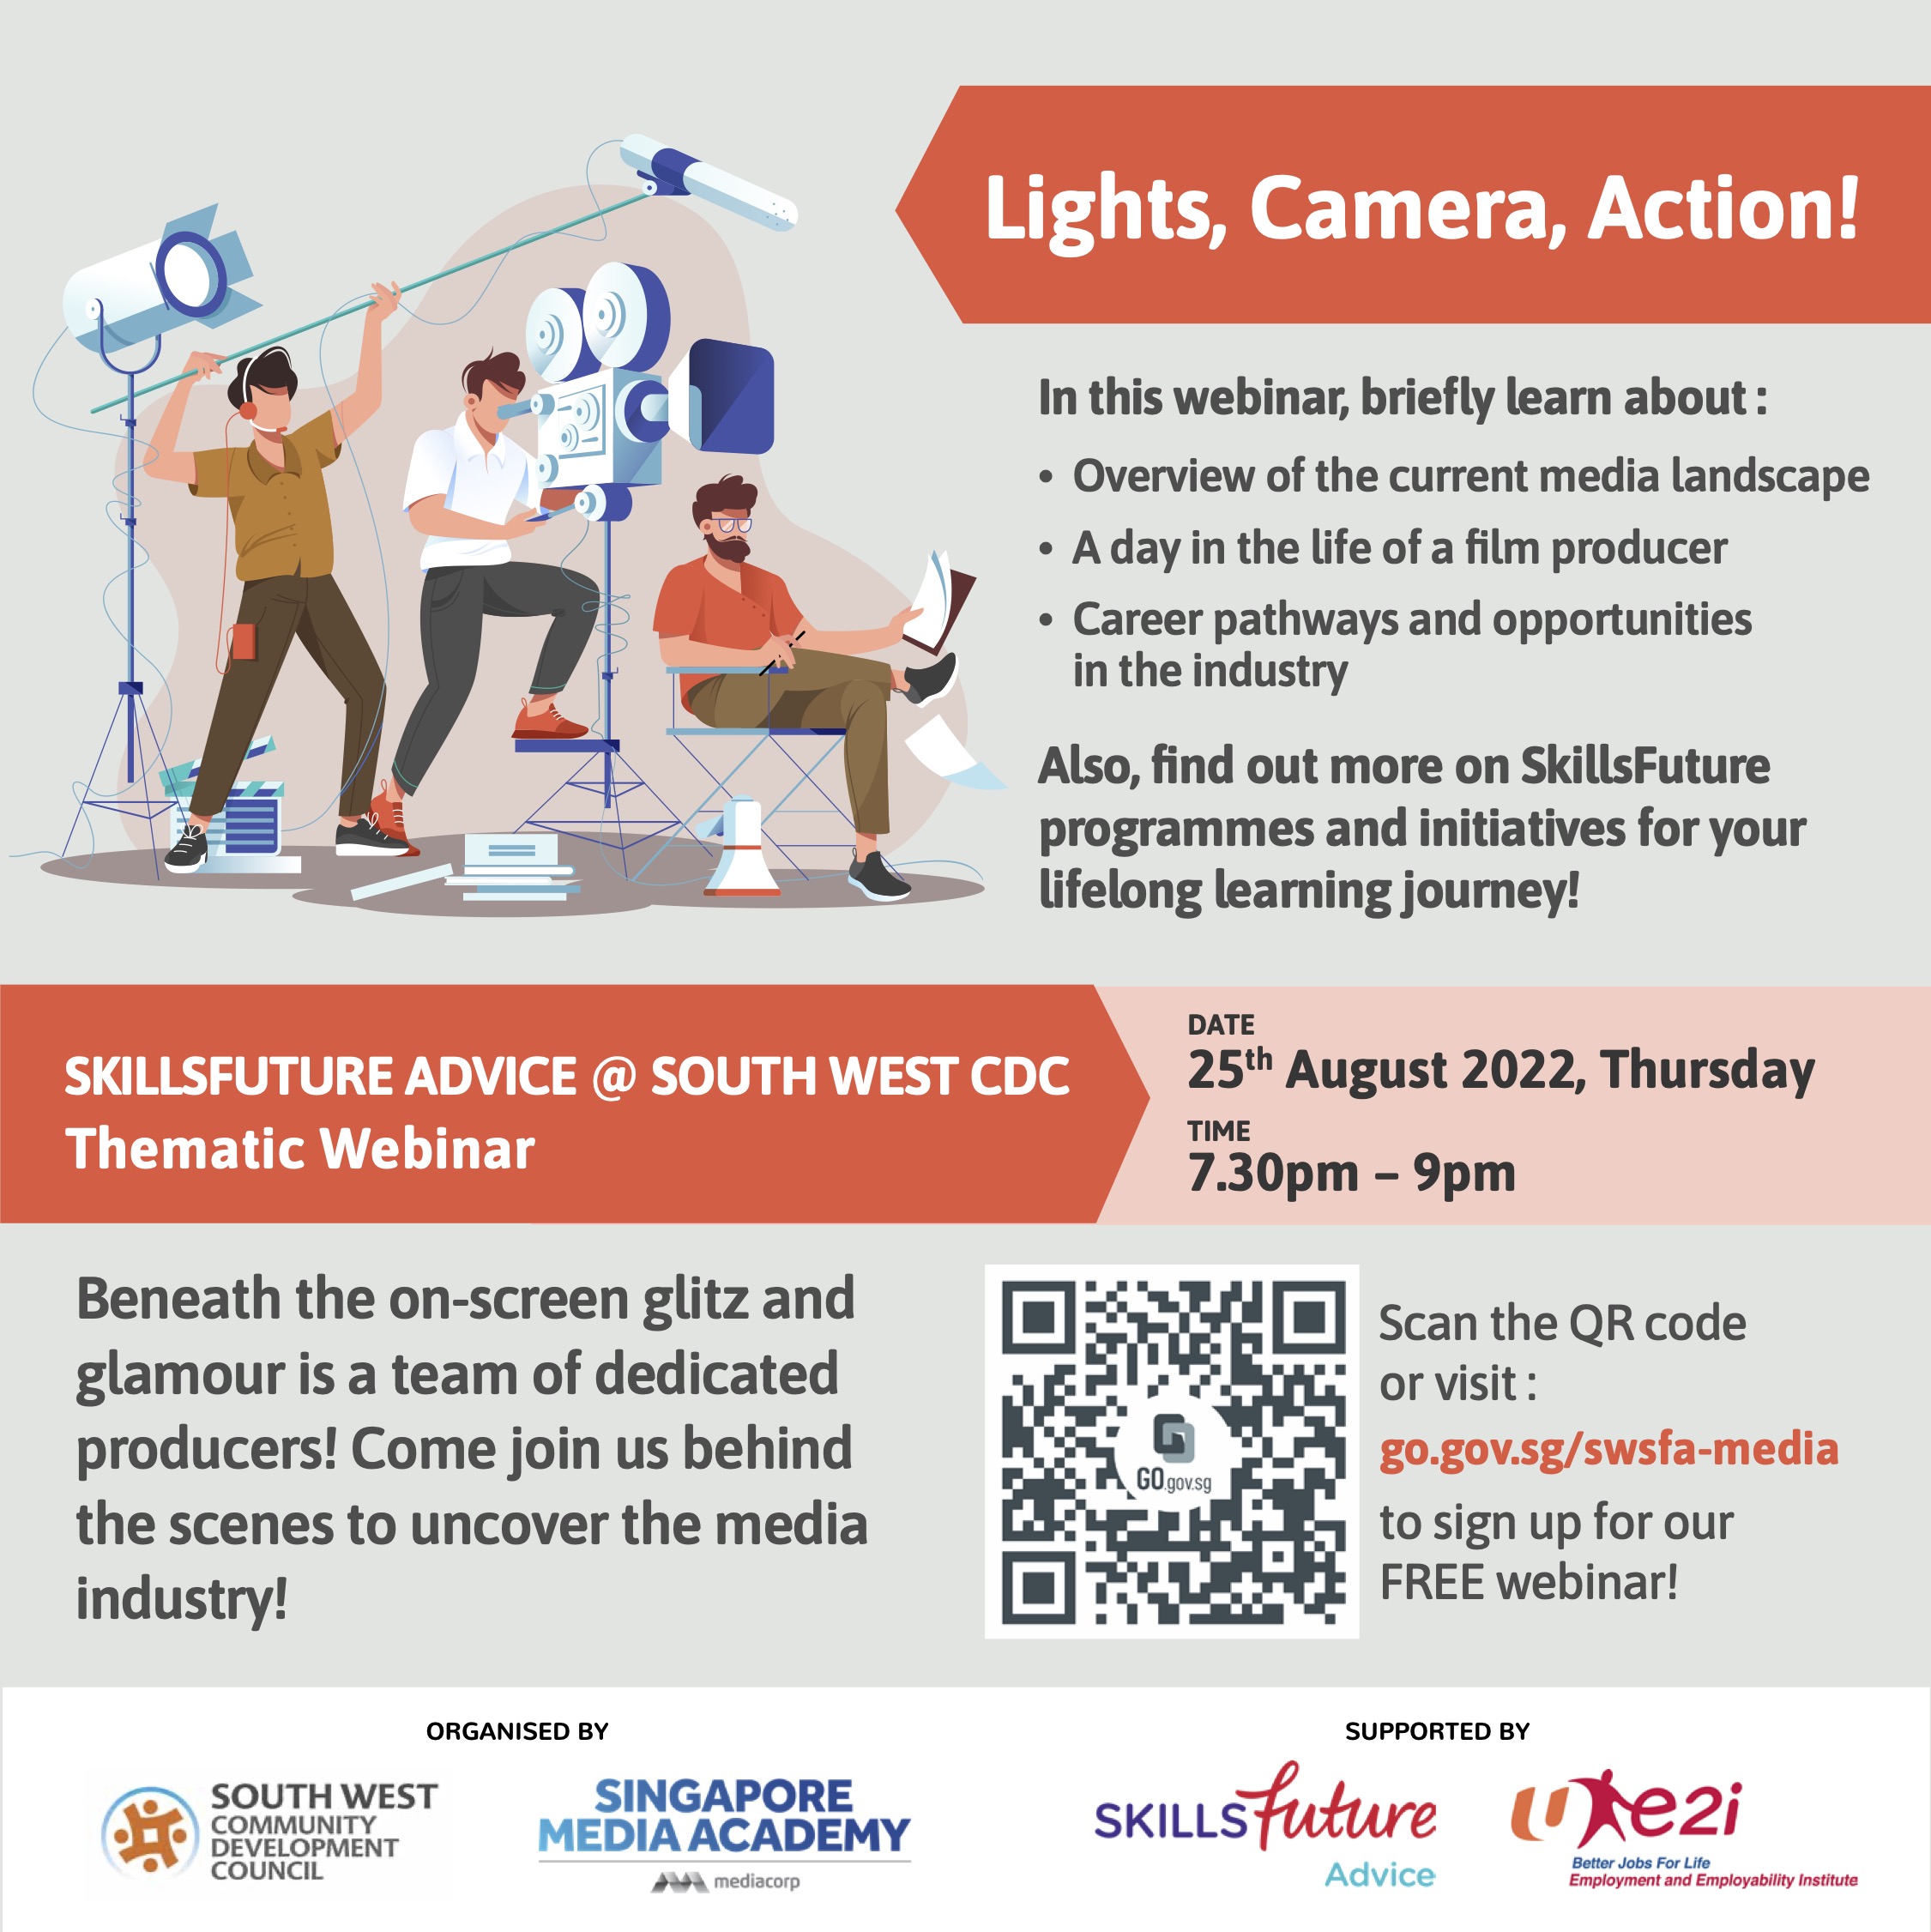 Lights, Camera, Action!
In this webinar, briefly learn about :
• Overview of the current media landscape
• A day in the life of a film producer
• Career pathways and opportunities
in the industry
Also, find out more on SkillsFuture
programmes and initiatives for your
lifelong learning journey!
SKILLSFUTURE ADVICE @ SOUTH WEST CDC
Thematic Webinar
DATE
25th August 2022, Thursday
TIME
7.30pm – 9pm
Beneath the on-screen glitz and
glamour is a team of dedicated
producers! Come join us behind
the scenes to uncover the media
industry!
GO.gov.sg
Scan the QR code
or visit :
go.gov.sg/swsfa-media
to sign up for our
FREE webinar!
ORGANISED BY
SOUTH WEST
COMMUNITY
DEVELOPMENT
COUNCIL
SINGAPORE
MEDIA ACADEMY
mediacorp
SUPPORTED BY
SKILLSfuture
Advice
U e2i
Better Jobs For Life
Employment and Employability Institute